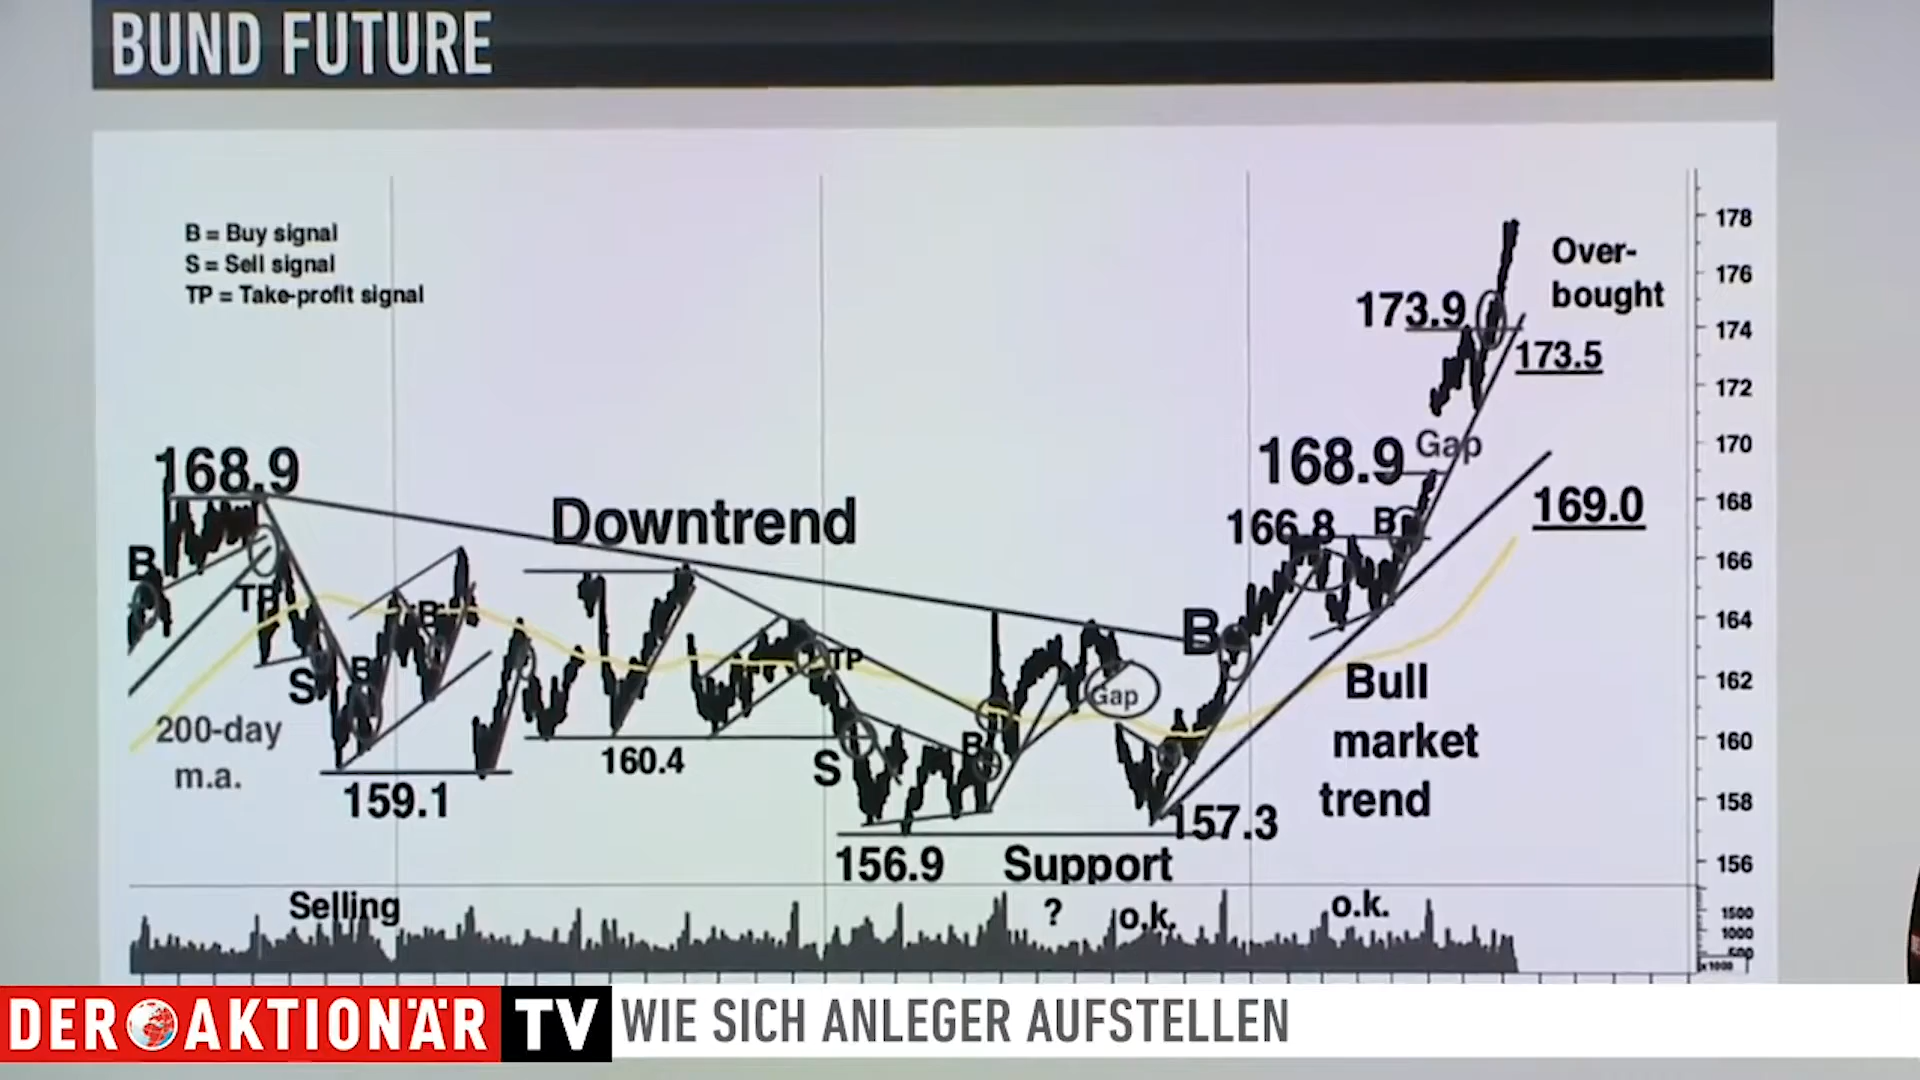 BUND FUTURE
B = Buy signal
S = Sell signal
TP = Take-profit signal
178
176
174
172
170
168
166
164
162
160
158
156
1500
1000
500
x1000
Over-
bought
173.9
173.5
168.9
Gap
169.0
166.8
B
168.9
Downtrend
B
TP
S
B
B
200-day
m.a.
159.1
160.4
TP
S
B
Gap
B
157.3
156.9
Support
Bull
market
trend
Selling
?
o.k.
o.k.
DER AKTIONÄR TV
WIE SICH ANLEGER AUFSTELLEN